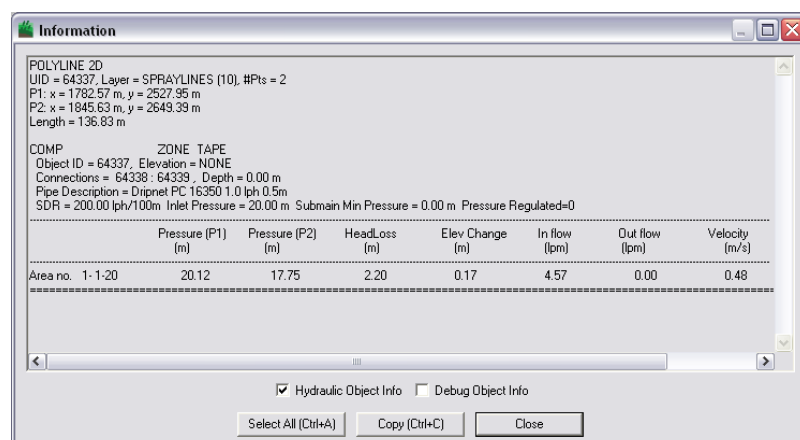 Information
POLYLINE 2D
UID = 64337, Layer = SPRAYLINES (10), #Pts = 2
P1: x = 1782.57 m, y = 2527.95 m
P2: x = 1845.63 m, y = 2649.39 m
Length = 136.83 m
COMP ZONE TAPE
Object ID = 64337, Elevation = NONE
Connections = 64338 : 64339 , Depth = 0.00 m
Pipe Description = Dripnet PC 16350 1.0 lph 0.5m
SDR = 200.00 lph/100m Inlet Pressure = 20.00 m Submain Min Pressure = 0.00 m Pressure Regulated=0
Pressure (P1) Pressure (P2) HeadLoss Elev Change In flow Out flow Velocity
(m) (m) (m) (m) (lpm) (lpm) (m/s)
Area no. 1- 1-20 20.12 17.75 2.20 0.17 4.57 0.00 0.48
Hydraulic Object Info Debug Object Info
Select All (Ctrl+A) Copy (Ctrl+C) Close